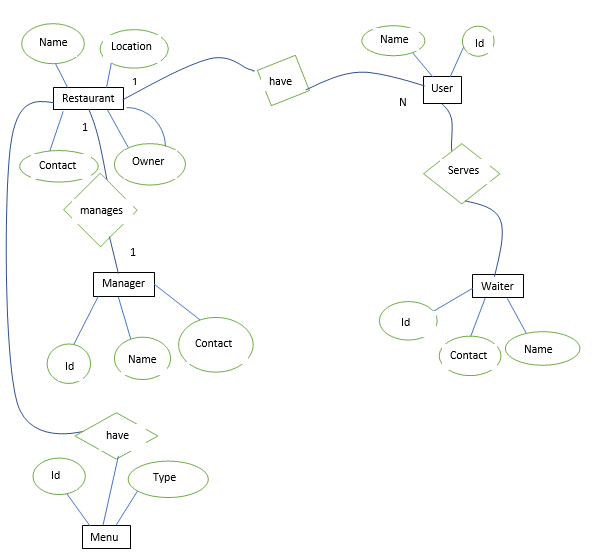 Name
Location
Name
Id
1
have
User
Restaurant
N
1
Contact
Owner
Serves
manages
1
Manager
Waiter
Id
Contact
Name
Id
Name
Contact
have
Id
Type
Menu